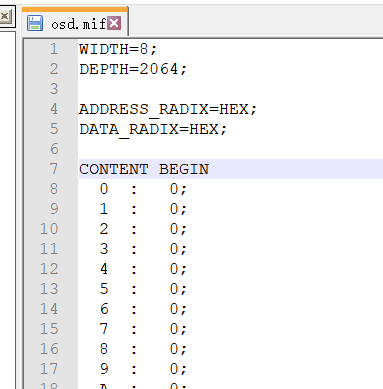 osd.mif
1 WIDTH=8;
2 DEPTH=2064;
3
4 ADDRESS_RADIX=HEX;
5 DATA_RADIX=HEX;
6
7 CONTENT BEGIN
8 0 : 0;
9 1 : 0;
10 2 : 0;
11 3 : 0;
12 4 : 0;
13 5 : 0;
14 6 : 0;
15 7 : 0;
16 8 : 0;
17 9 : 0;
18 A : 0;